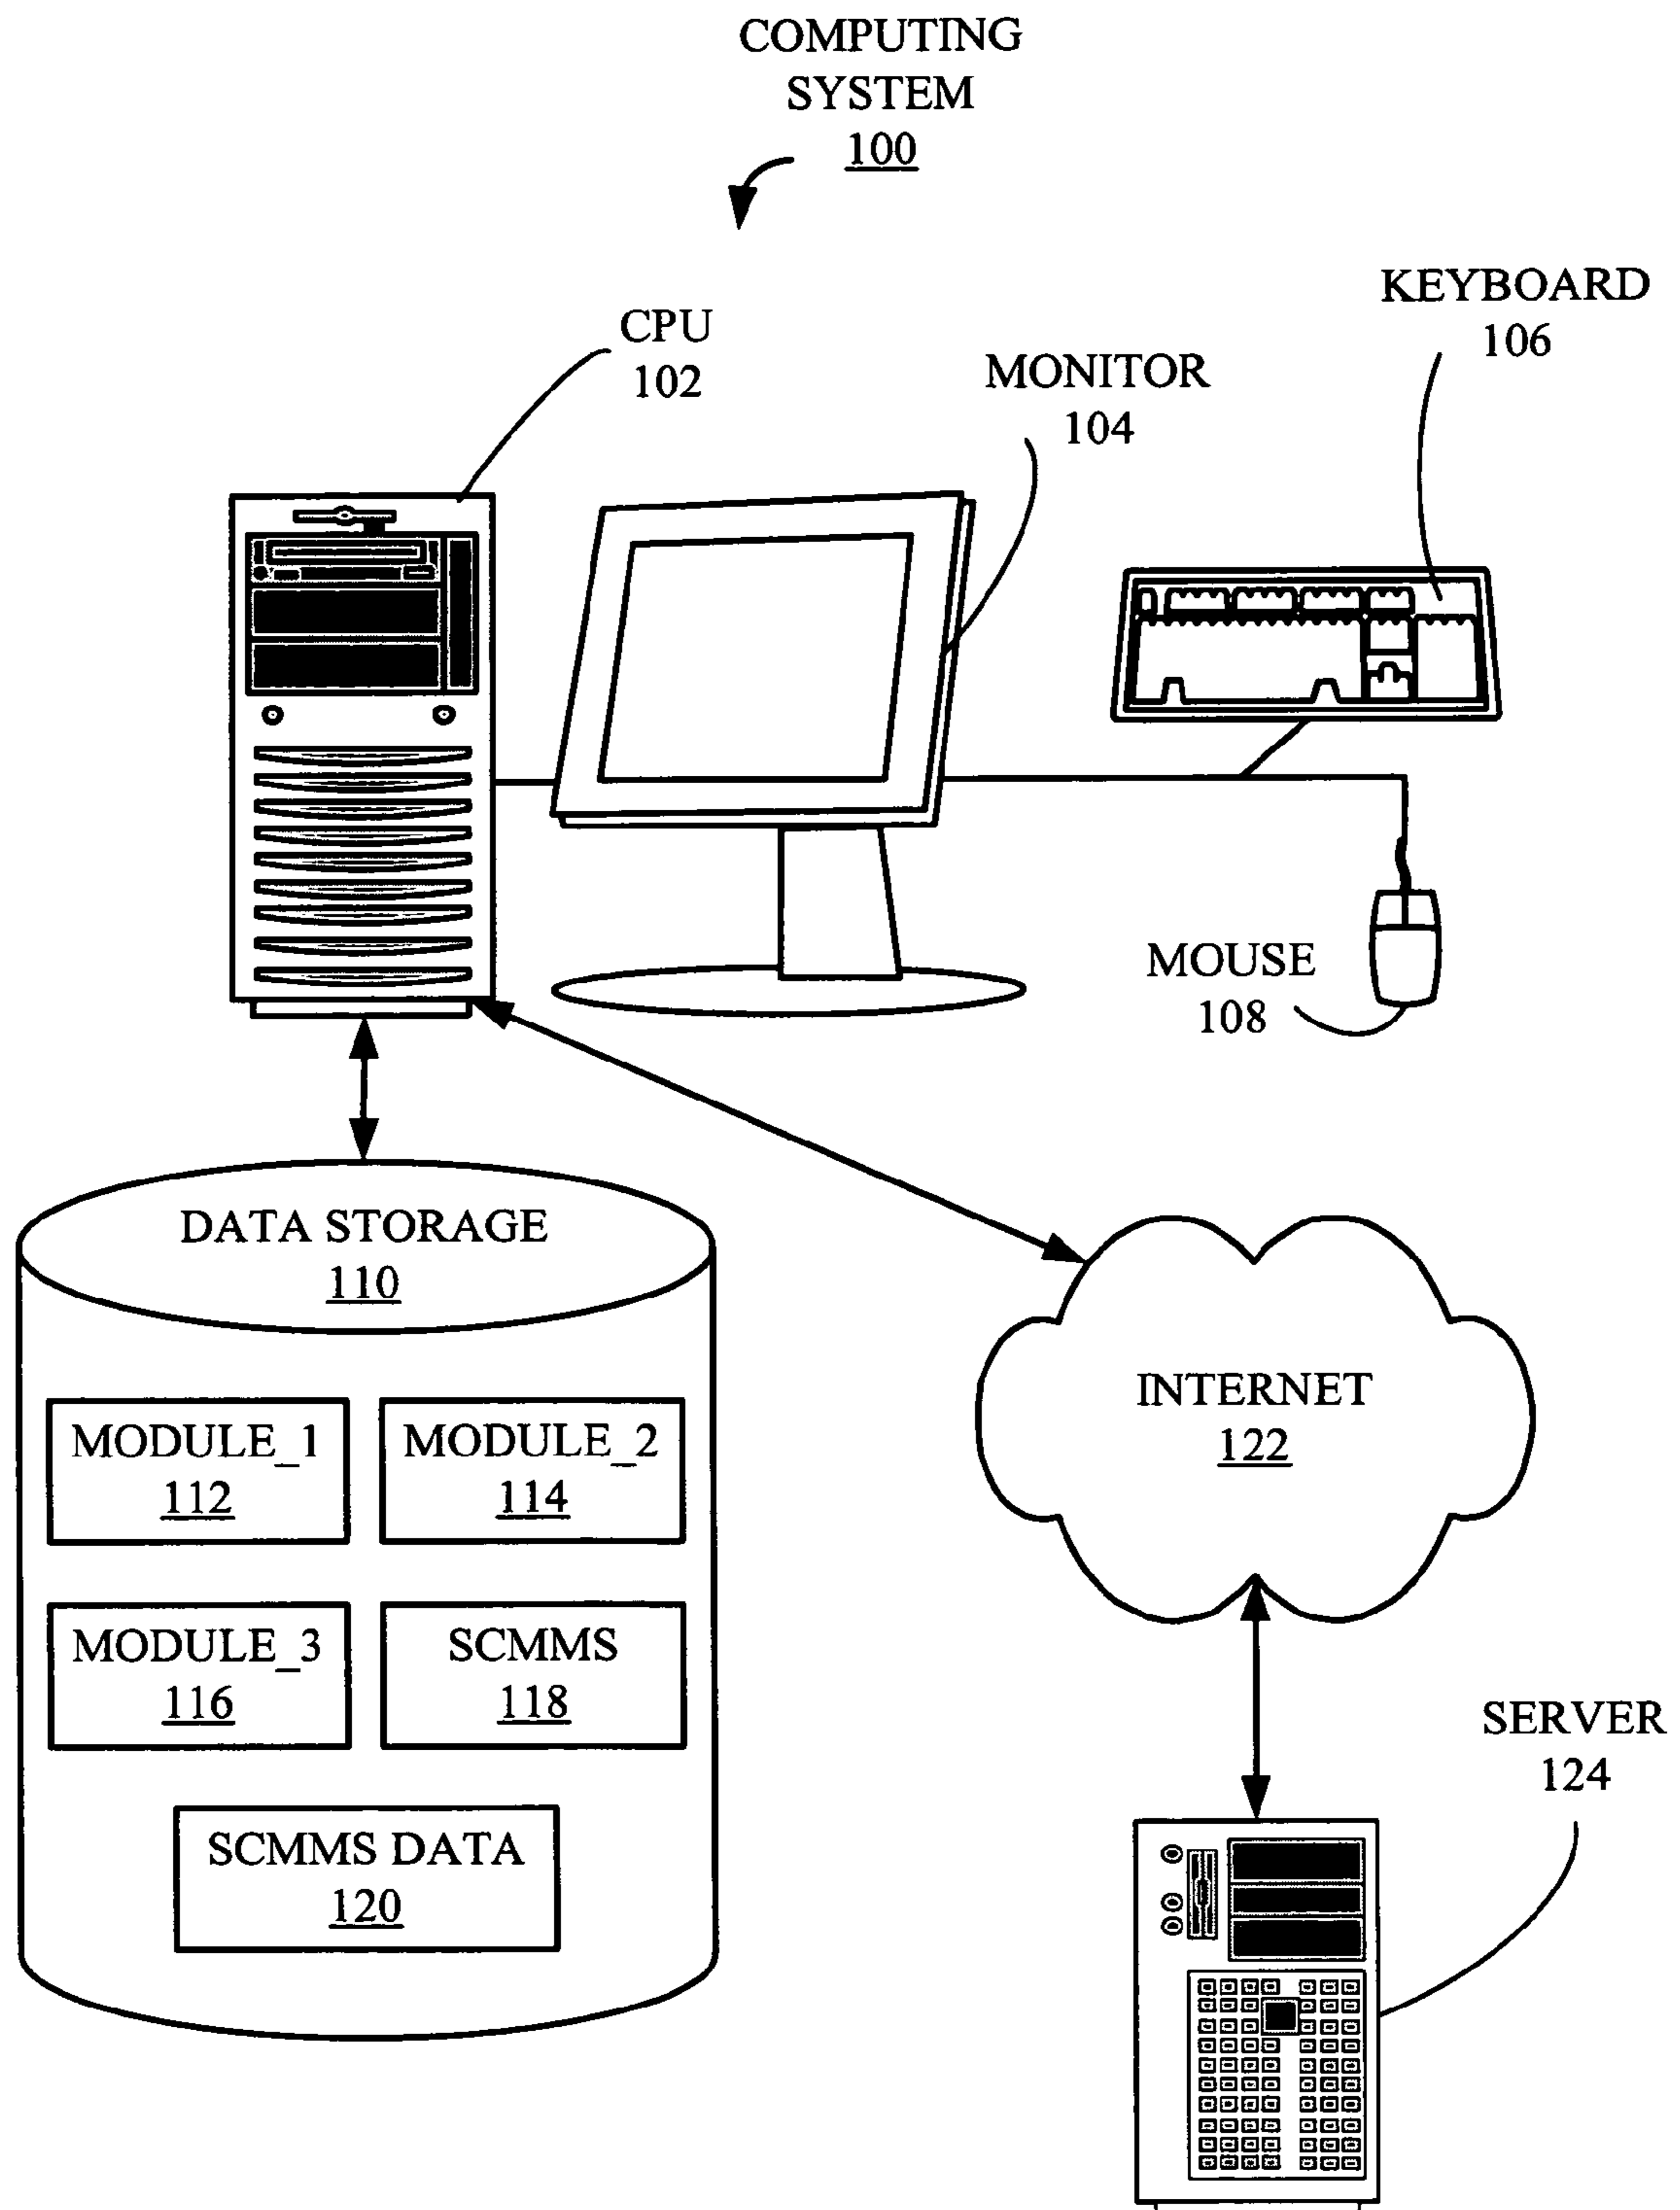 COMPUTING
SYSTEM
100
KEYBOARD
106
CPU
102
MONITOR
104
MOUSE
108
DATA STORAGE
110
INTERNET
122
MODULE_1
112
MODULE_2
114
MODULE_3
116
SCMMS
118
SERVER
124
SCMMS DATA
120